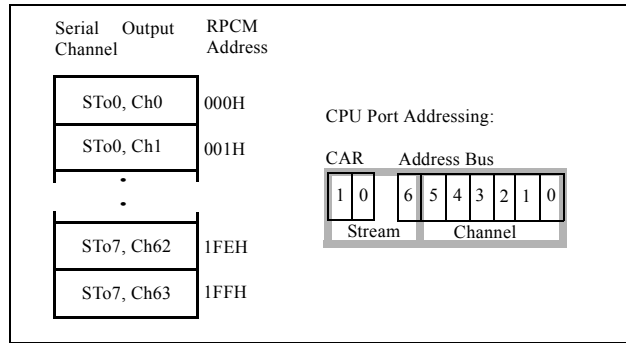 Serial Output Channel
RPCM Address
STo0, Ch0 000H
STo0, Ch1 001H
STo7, Ch62 1FEH
STo7, Ch63 1FFH
CPU Port Addressing:
CAR Address Bus
1 0 6 5 4 3 2 1 0
Stream Channel